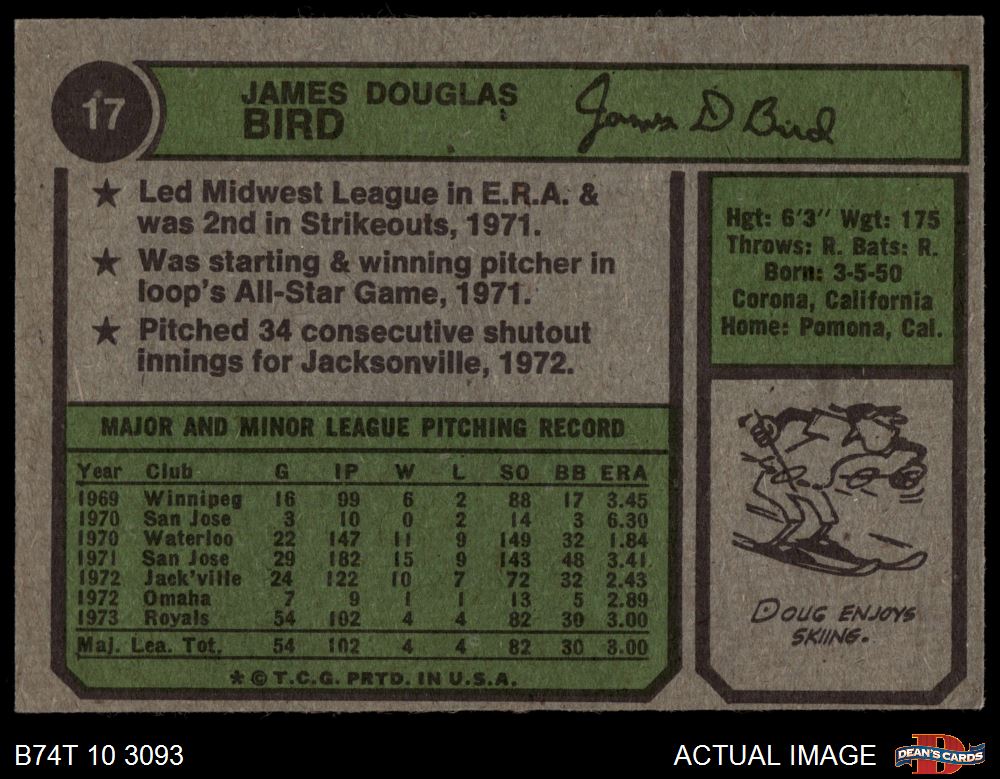 17
JAMES DOUGLAS
BIRD
James D Bird
★ Led Midwest League in E.R.A. &
was 2nd in Strikeouts, 1971.
★ Was starting & winning pitcher in
loop's All-Star Game, 1971.
★ Pitched 34 consecutive shutout
innings for Jacksonville, 1972.
Hgt: 6'3" Wgt: 175
Throws: R. Bats: R.
Born: 3-5-50
Corona, California
Home: Pomona, Cal.
MAJOR AND MINOR LEAGUE PITCHING RECORD
Year Club G IP W L SO BB ERA
1969 Winnipeg 16 99 6 2 88 17 3.45
1970 San Jose 3 10 0 2 14 3 6.30
1970 Waterloo 22 147 11 9 149 32 1.84
1971 San Jose 29 182 15 9 143 48 3.41
1972 Jack'ville 24 122 10 7 72 32 2.43
1972 Omaha 7 9 1 1 13 5 2.89
1973 Royals 54 102 4 4 82 30 3.00
Maj. Lea. Tot. 54 102 4 4 82 30 3.00
★ © T.C.G. PRTD. IN U.S.A.
DOUG ENJOYS
SKIING.
B74T 10 3093
ACTUAL IMAGE
DEAN'S CARDS